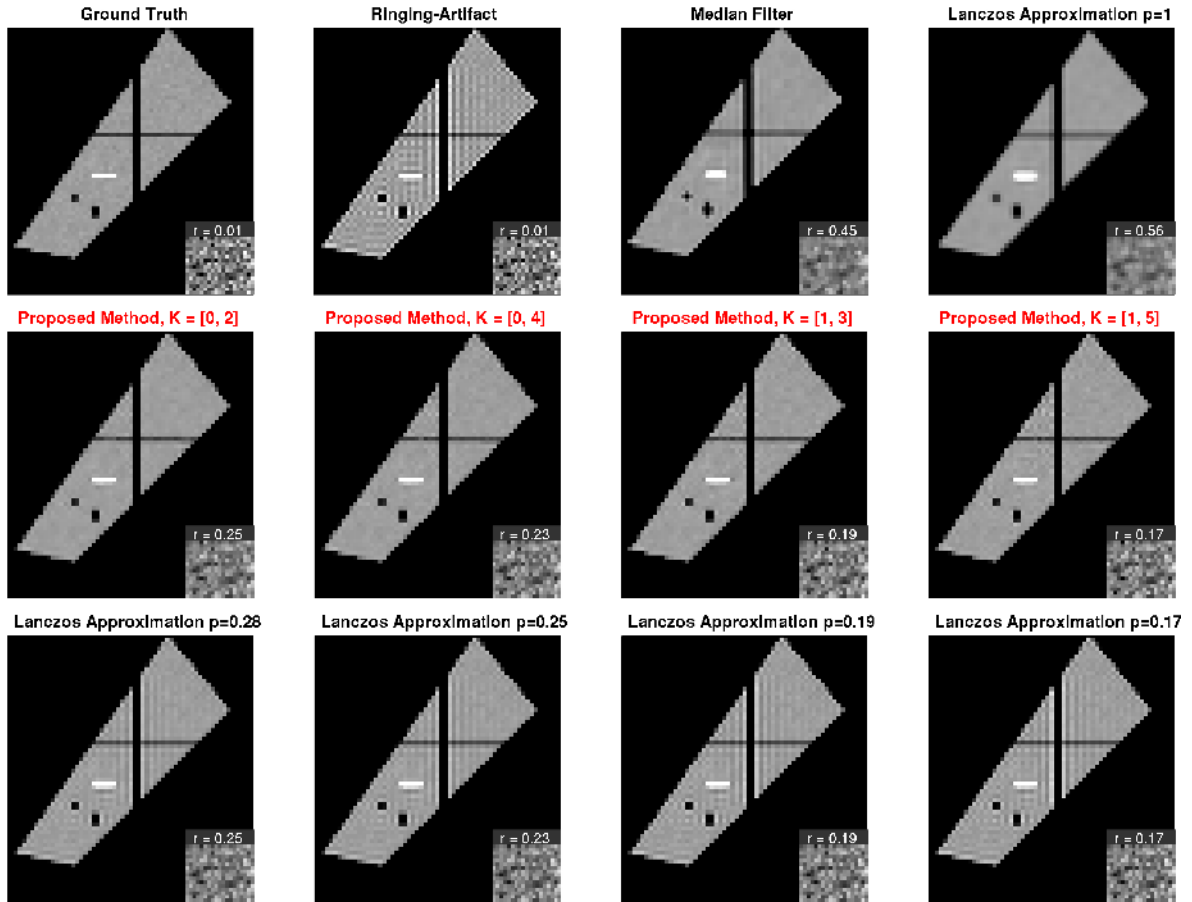 Ground Truth
Ringing-Artifact
Median Filter
Lanczos Approximation p=1
r = 0.01
r = 0.01
r = 0.45
r = 0.56
Proposed Method, K = [0, 2]
Proposed Method, K = [0, 4]
Proposed Method, K = [1, 3]
Proposed Method, K = [1, 5]
r = 0.25
r = 0.23
r = 0.19
r = 0.17
Lanczos Approximation p=0.28
Lanczos Approximation p=0.25
Lanczos Approximation p=0.19
Lanczos Approximation p=0.17
r = 0.25
r = 0.23
r = 0.19
r = 0.17